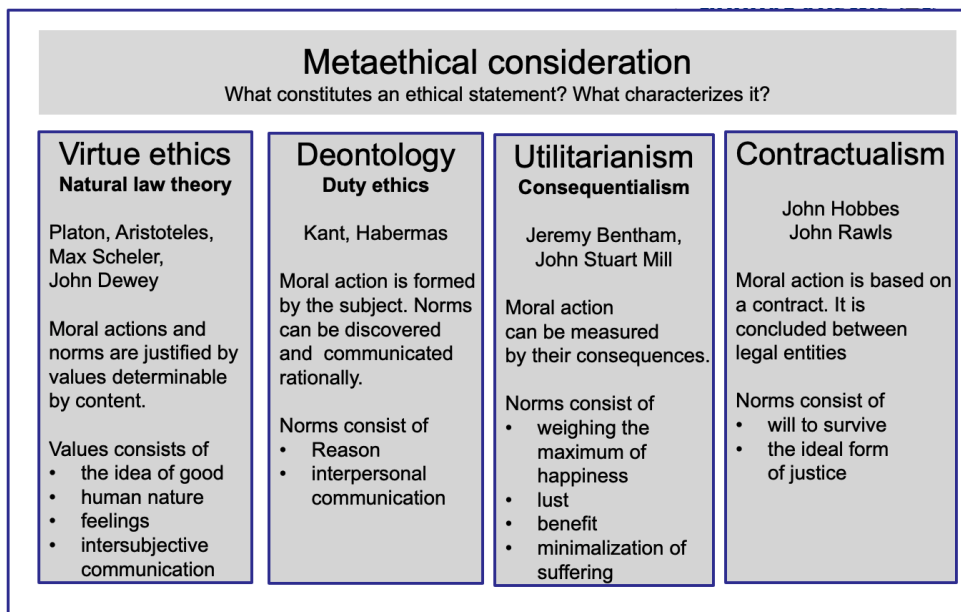 Metaethical consideration
What constitutes an ethical statement? What characterizes it?
Virtue ethics
Natural law theory
Platon, Aristoteles,
Max Scheler,
John Dewey
Moral actions and
norms are justified by
values determinable
by content.
Values consists of
• the idea of good
• human nature
• feelings
• intersubjective
communication
Deontology
Duty ethics
Kant, Habermas
Moral action is formed
by the subject. Norms
can be discovered
and communicated
rationally.
Norms consist of
• Reason
• interpersonal
communication
Utilitarianism
Consequentialism
Jeremy Bentham,
John Stuart Mill
Moral action
can be measured
by their consequences.
Norms consist of
• weighing the
maximum of
happiness
• lust
• benefit
• minimalization of
suffering
Contractualism
John Hobbes
John Rawls
Moral action is based on
a contract. It is
concluded between
legal entities
Norms consist of
• will to survive
• the ideal form
of justice